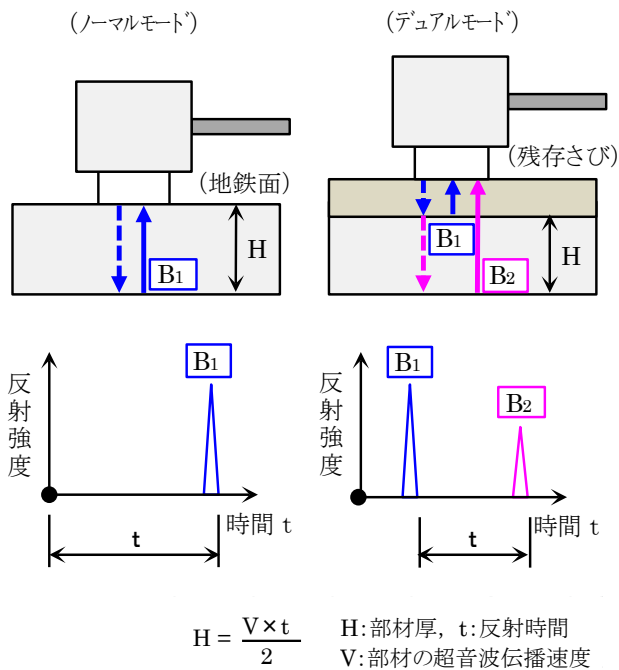 (ノーマルモード)
(デュアルモード)
(地鉄面)
H
B1
(残存さび)
B1
H
B2
反射強度
B1
時間 t
t
反射強度
B1
B2
時間 t
t
H = V×t / 2
H:部材厚, t:反射時間
V:部材の超音波伝播速度